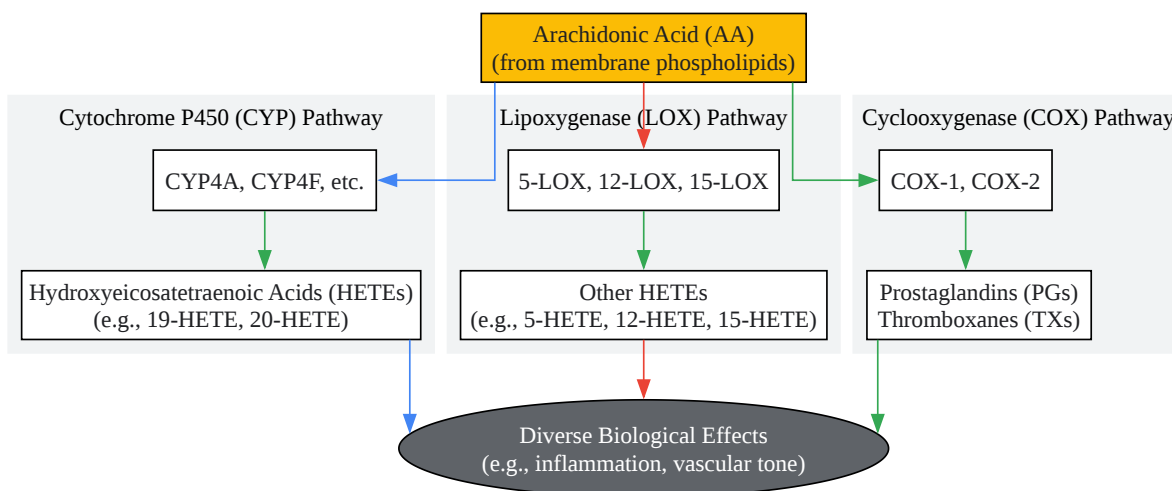 Arachidonic Acid (AA)
(from membrane phospholipids)
Cytochrome P450 (CYP) Pathway
Lipoxygenase (LOX) Pathway
Cyclooxygenase (COX) Pathway
CYP4A, CYP4F, etc.
5-LOX, 12-LOX, 15-LOX
COX-1, COX-2
Hydroxyeicosatetraenoic Acids (HETEs)
(e.g., 19-HETE, 20-HETE)
Other HETEs
(e.g., 5-HETE, 12-HETE, 15-HETE)
Prostaglandins (PGs)
Thromboxanes (TXs)
Diverse Biological Effects
(e.g., inflammation, vascular tone)